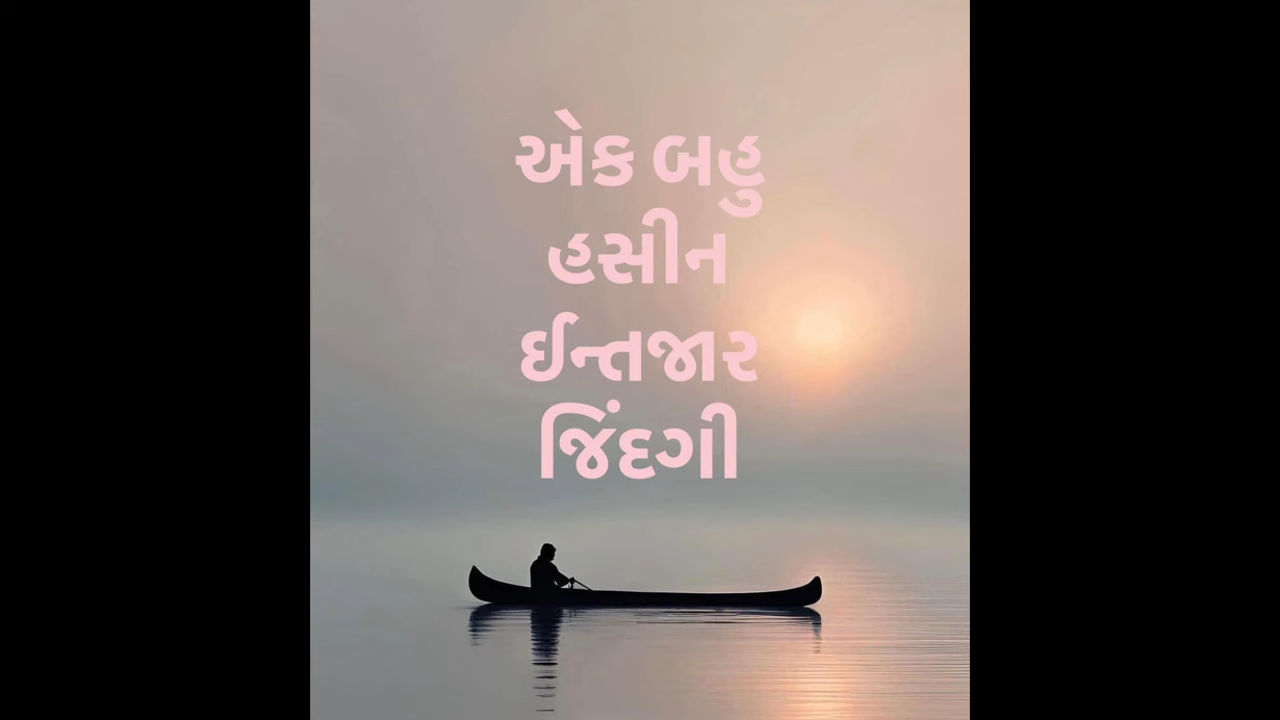 એક બહુ
હસીન
ઈન્તજાર
જિંદગી